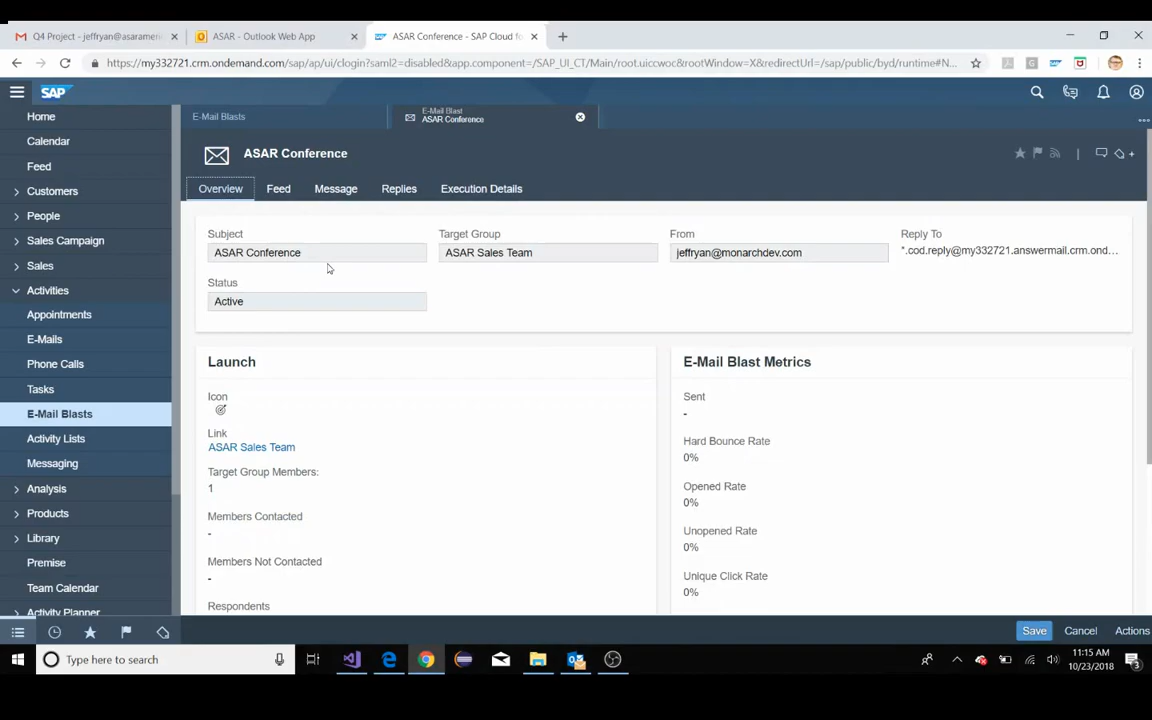 Q4 Project - jeffryan@asaramerι
ASAR - Outlook Web App
ASAR Conference - SAP Cloud for
https://my332721.crm.ondemand.com/sap/ap/ui/clogin?saml2=disabled&app.component=/SAP_UI_CT/Main/root.uiccwoc&rootWindow=X&redirectUrl=/sap/public/byd/runtime#N...
SAP
Home
Calendar
Feed
Customers
People
Sales Campaign
Sales
Activities
Appointments
E-Mails
Phone Calls
Tasks
E-Mail Blasts
Activity Lists
Messaging
Analysis
Products
Library
Premise
Team Calendar
Activity Planner
E-Mail Blasts
E-Mail Blast
ASAR Conference
ASAR Conference
Overview
Feed
Message
Replies
Execution Details
Subject
ASAR Conference
Target Group
ASAR Sales Team
From
jeffryan@monarchdev.com
Reply To
*.cod.reply@my332721.answermail.crm.ond...
Status
Active
Launch
Icon
Link
ASAR Sales Team
Target Group Members:
1
Members Contacted
-
Members Not Contacted
-
Respondents
E-Mail Blast Metrics
Sent
-
Hard Bounce Rate
0%
Opened Rate
0%
Unopened Rate
0%
Unique Click Rate
0%
Save
Cancel
Actions
Type here to search
11:15 AM
10/23/2018
3